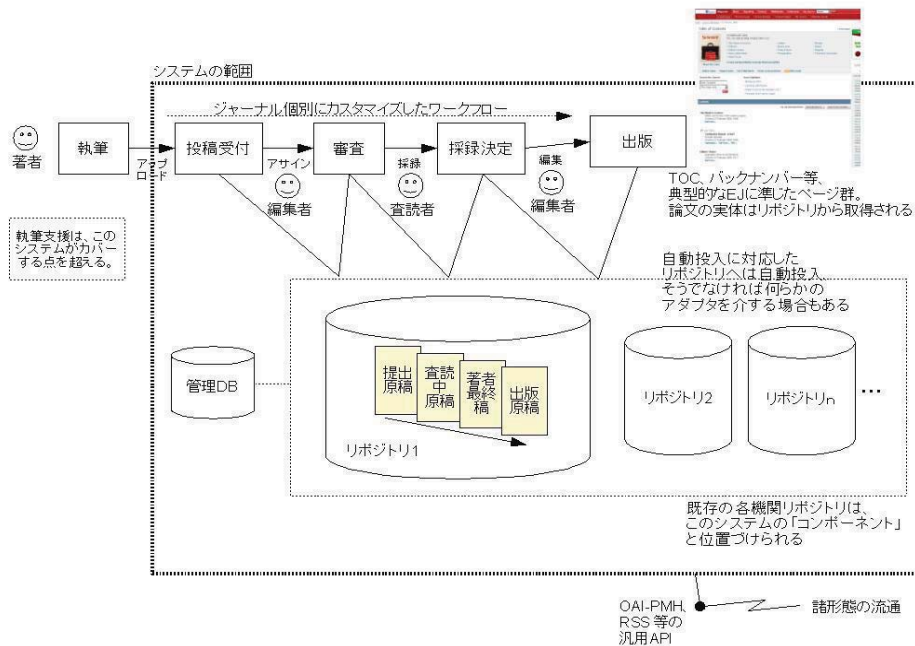 システムの範囲
ジャーナル個別にカスタマイズしたワークフロー
著者
執筆
アップ
ロード
投稿受付
アサイン
編集者
審査
採録
査読者
採録決定
編集
編集者
出版
TOC、バックナンバー等、
典型的なEJに準じたページ群。
論文の実体はリポジトリから取得される
執筆支援は、この
システムがカバー
する点を超える。
自動投入に対応した
リポジトリへは自動投入、
そうでなければ何らかの
アダプタを介する場合もある
管理DB
提出
原稿
査読
中
原稿
著者
最終
稿
出版
原稿
リポジトリ1
リポジトリ2
リポジトリn
…
既存の各機関リポジトリは、
このシステムの「コンポーネント」
と位置づけられる
OAI-PMH、
RSS 等の
汎用API
諸形態の流通